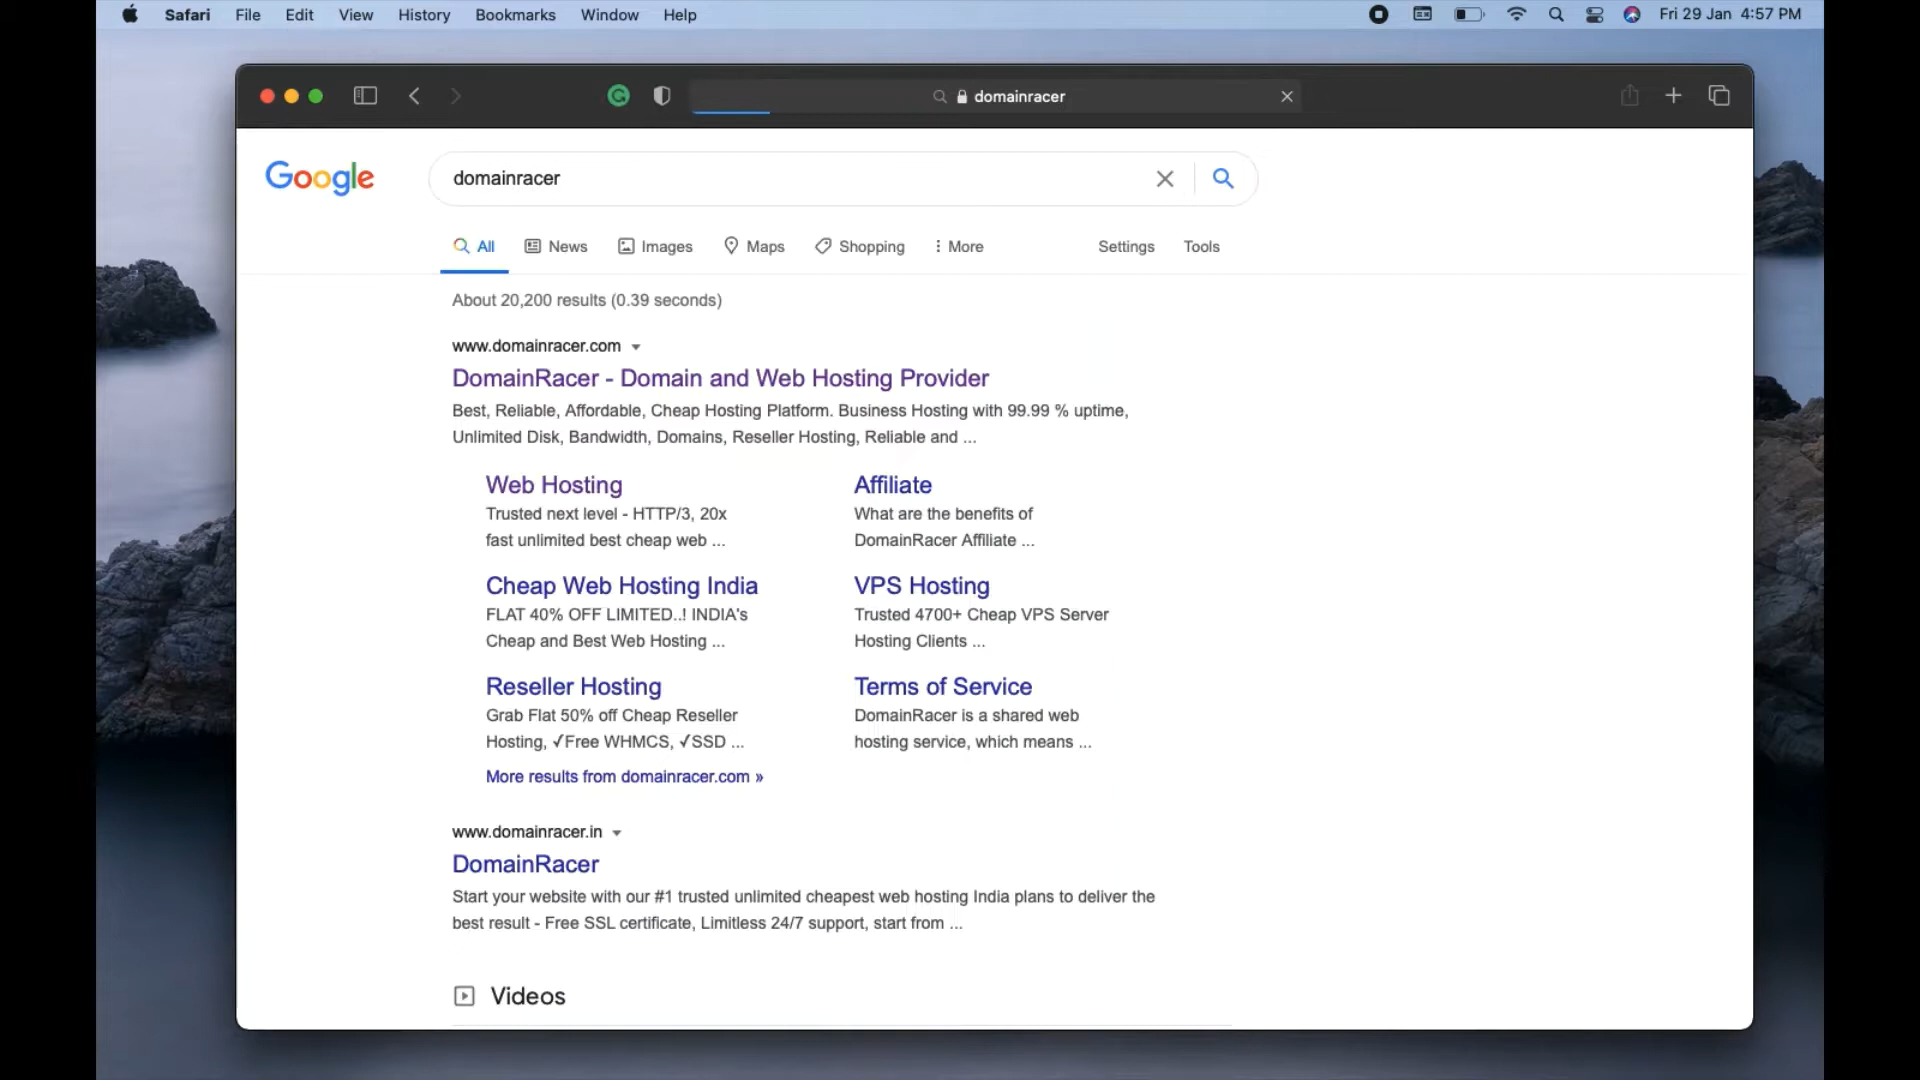 Safari File Edit View History Bookmarks Window Help Fri 29 Jan 4:57 PM
domainracer
Google domainracer
All News Images Maps Shopping More Settings Tools
About 20,200 results (0.39 seconds)
www.domainracer.com
DomainRacer - Domain and Web Hosting Provider
Best, Reliable, Affordable, Cheap Hosting Platform. Business Hosting with 99.99 % uptime,
Unlimited Disk, Bandwidth, Domains, Reseller Hosting, Reliable and ...
Web Hosting
Trusted next level - HTTP/3, 20x
fast unlimited best cheap web ...
Affiliate
What are the benefits of
DomainRacer Affiliate ...
Cheap Web Hosting India
FLAT 40% OFF LIMITED..! INDIA's
Cheap and Best Web Hosting ...
VPS Hosting
Trusted 4700+ Cheap VPS Server
Hosting Clients ...
Reseller Hosting
Grab Flat 50% off Cheap Reseller
Hosting, ✓Free WHMCS, ✓SSD ...
Terms of Service
DomainRacer is a shared web
hosting service, which means ...
More results from domainracer.com »
www.domainracer.in
DomainRacer
Start your website with our #1 trusted unlimited cheapest web hosting India plans to deliver the
best result - Free SSL certificate, Limitless 24/7 support, start from ...
Videos